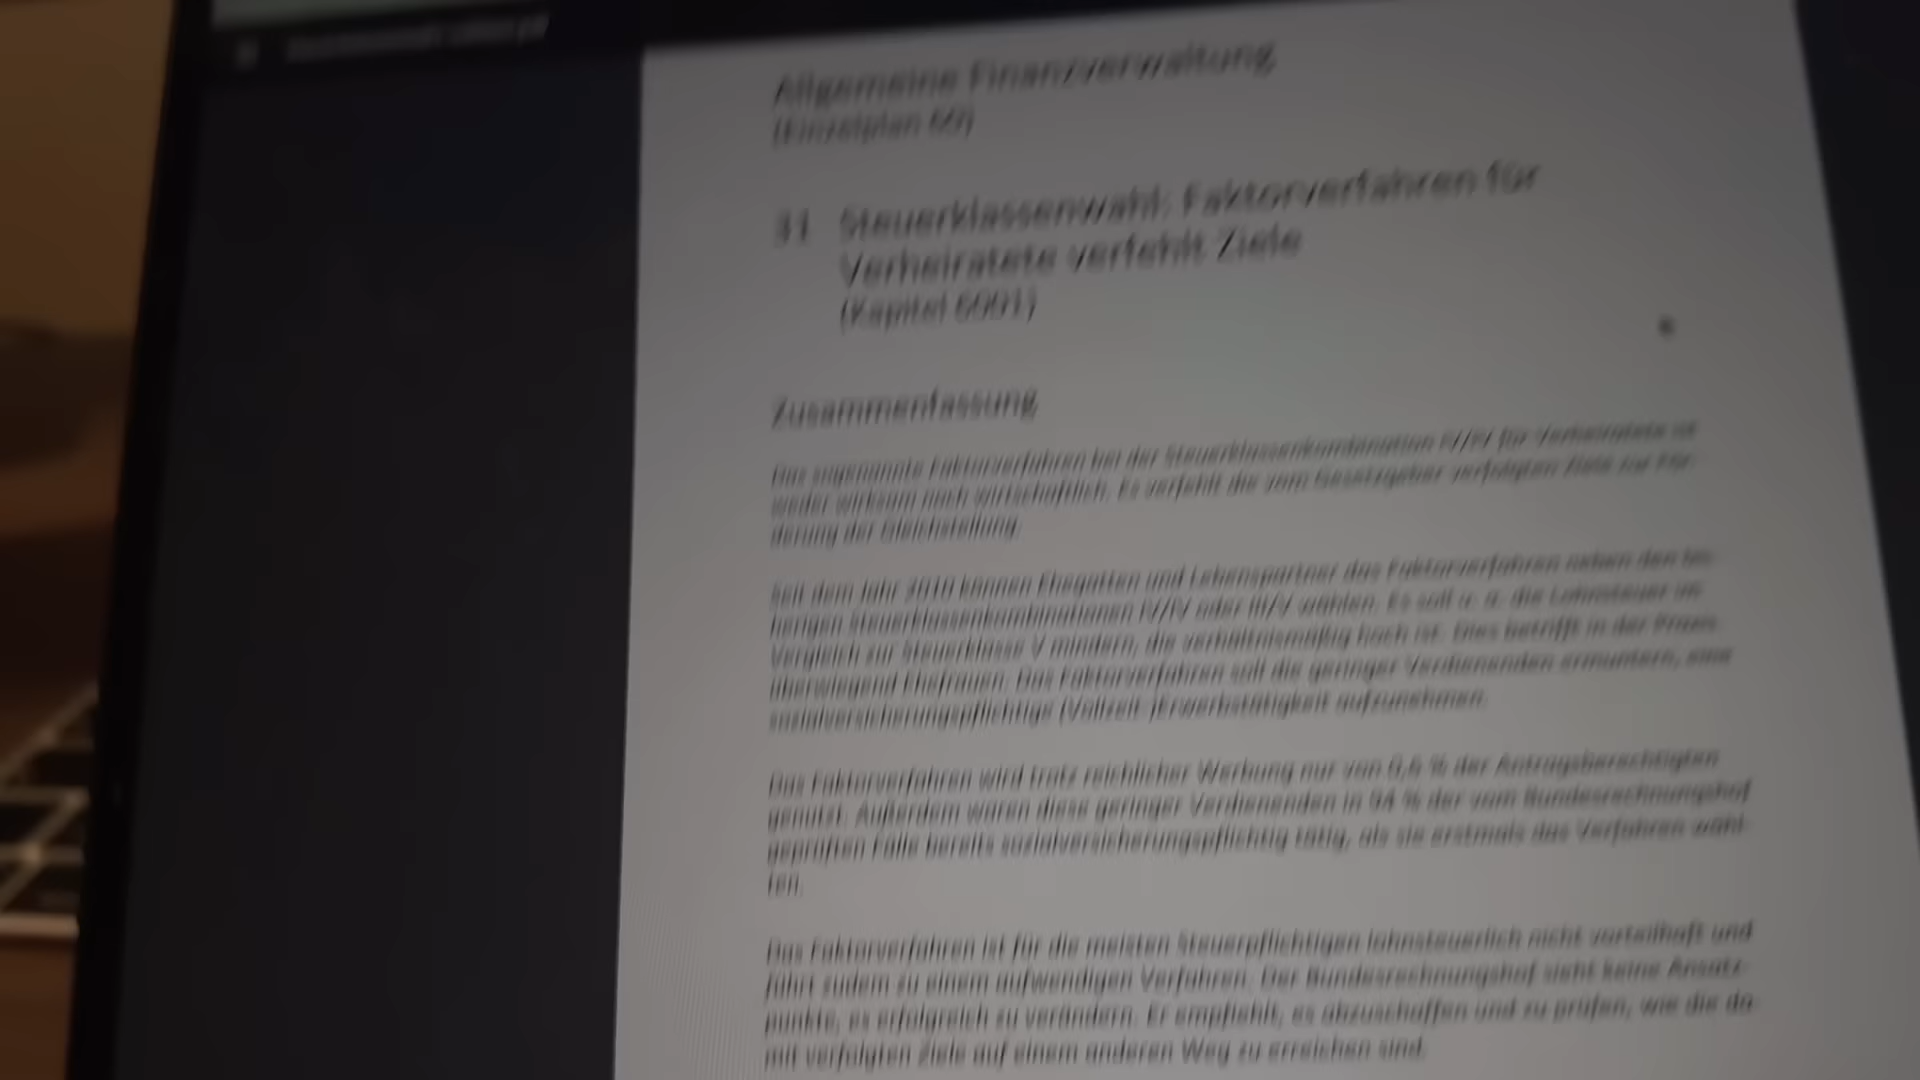 Allgemeine Finanzverwaltung
(Einzelplan 60)
31 Steuerklassenwahl: Faktorverfahren für
Verheiratete verfehlt Ziele
(Kapitel 6001)
Zusammenfassung
Das sogenannte Faktorverfahren bei der Steuerklassenkombination IV/IV für Verheiratete ist
weder wirksam noch wirtschaftlich. Es verfehlt die vom Gesetzgeber verfolgten Ziele zur För-
derung der Gleichstellung.
Seit dem Jahr 2010 können Ehegatten und Lebenspartner das Faktorverfahren neben den bis-
herigen Steuerklassenkombinationen IV/IV oder III/V wählen. Es soll u. a. die Lohnsteuer im
Vergleich zur Steuerklasse V mindern, die verhältnismäßig hoch ist. Dies betrifft in der Praxis
überwiegend Ehefrauen. Das Faktorverfahren soll die geringer Verdienenden ermuntern, eine
sozialversicherungspflichtige (Vollzeit-)Erwerbstätigkeit aufzunehmen.
Das Faktorverfahren wird trotz reichlicher Werbung nur von 0,6 % der Antragsberechtigten
genutzt. Außerdem waren diese geringer Verdienenden in 94 % der vom Bundesrechnungshof
geprüften Fälle bereits sozialversicherungspflichtig tätig, als sie erstmals das Verfahren wähl-
ten.
Das Faktorverfahren ist für die meisten Steuerpflichtigen lohnsteuerlich nicht vorteilhaft und
führt zudem zu einem aufwendigen Verfahren. Der Bundesrechnungshof sieht keine Ansatz-
punkte, es erfolgreich zu verändern. Er empfiehlt, es abzuschaffen und zu prüfen, wie die da-
mit verfolgten Ziele auf einem anderen Weg zu erreichen sind.